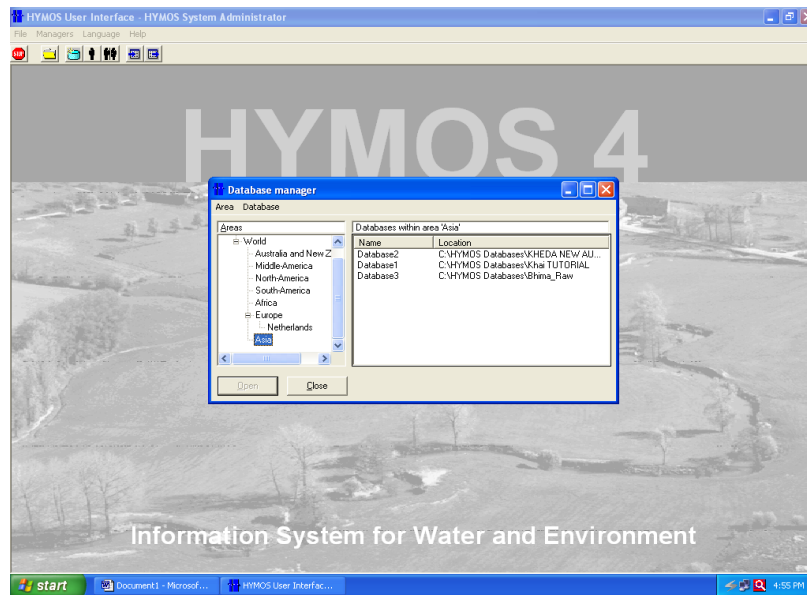 HYMOS User Interface - HYMOS System Administrator
File Managers Language Help
STOP
HYMOS 4
Database manager
Area Database
Areas
Databases within area 'Asia'
World
Australia and New Z
Middle-America
North-America
South-America
Africa
Europe
Netherlands
Asia
Name Location
Database2 C:\HYMOS Databases\KHEDA NEW AU...
Database1 C:\HYMOS Databases\Khai TUTORIAL
Database3 C:\HYMOS Databases\Bhima_Raw
Open Close
Information System for Water and Environment
start Document1 - Microsof... HYMOS User Interfac... 4:55 PM